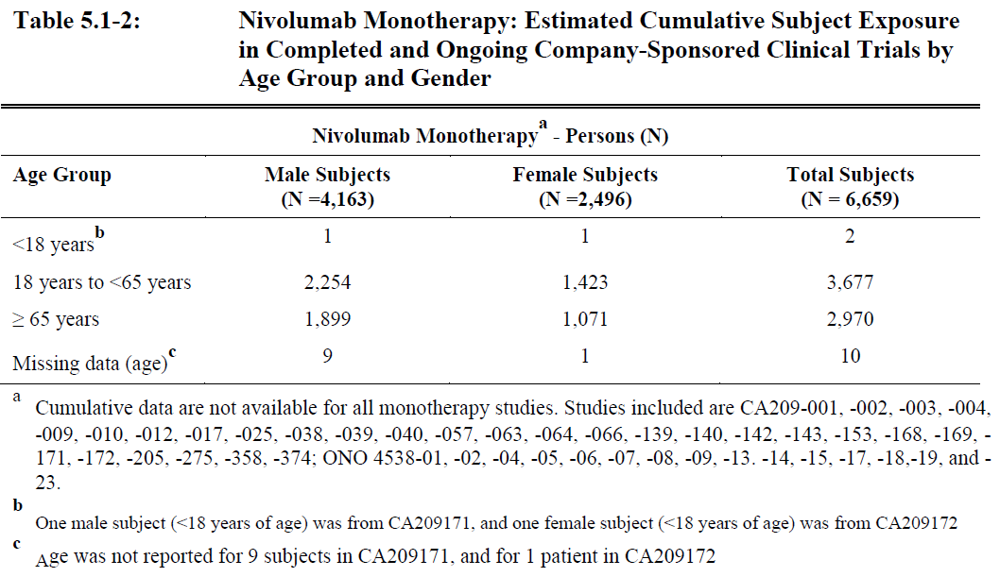 Table 5.1-2: Nivolumab Monotherapy: Estimated Cumulative Subject Exposure
in Completed and Ongoing Company-Sponsored Clinical Trials by
Age Group and Gender
Nivolumab Monotherapya - Persons (N)
Age Group Male Subjects Female Subjects Total Subjects
(N =4,163) (N =2,496) (N = 6,659)
<18 yearsb 1 1 2
18 years to <65 years 2,254 1,423 3,677
≥ 65 years 1,899 1,071 2,970
Missing data (age)c 9 1 10
a Cumulative data are not available for all monotherapy studies. Studies included are CA209-001, -002, -003, -004,
-009, -010, -012, -017, -025, -038, -039, -040, -057, -063, -064, -066, -139, -140, -142, -143, -153, -168, -169, -
171, -172, -205, -275, -358, -374; ONO 4538-01, -02, -04, -05, -06, -07, -08, -09, -13. -14, -15, -17, -18,-19, and -
23.
b One male subject (<18 years of age) was from CA209171, and one female subject (<18 years of age) was from CA209172
c Age was not reported for 9 subjects in CA209171, and for 1 patient in CA209172